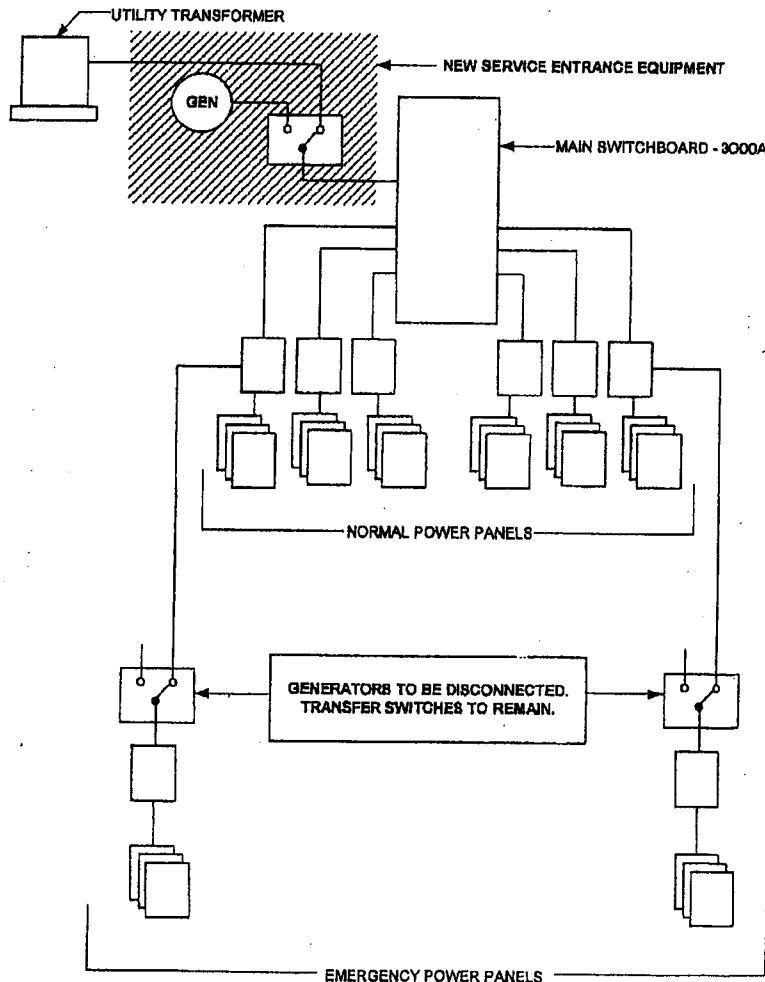 UTILITY TRANSFORMER
NEW SERVICE ENTRANCE EQUIPMENT
GEN
MAIN SWITCHBOARD - 3000A
NORMAL POWER PANELS
GENERATORS TO BE DISCONNECTED.
TRANSFER SWITCHES TO REMAIN.
EMERGENCY POWER PANELS